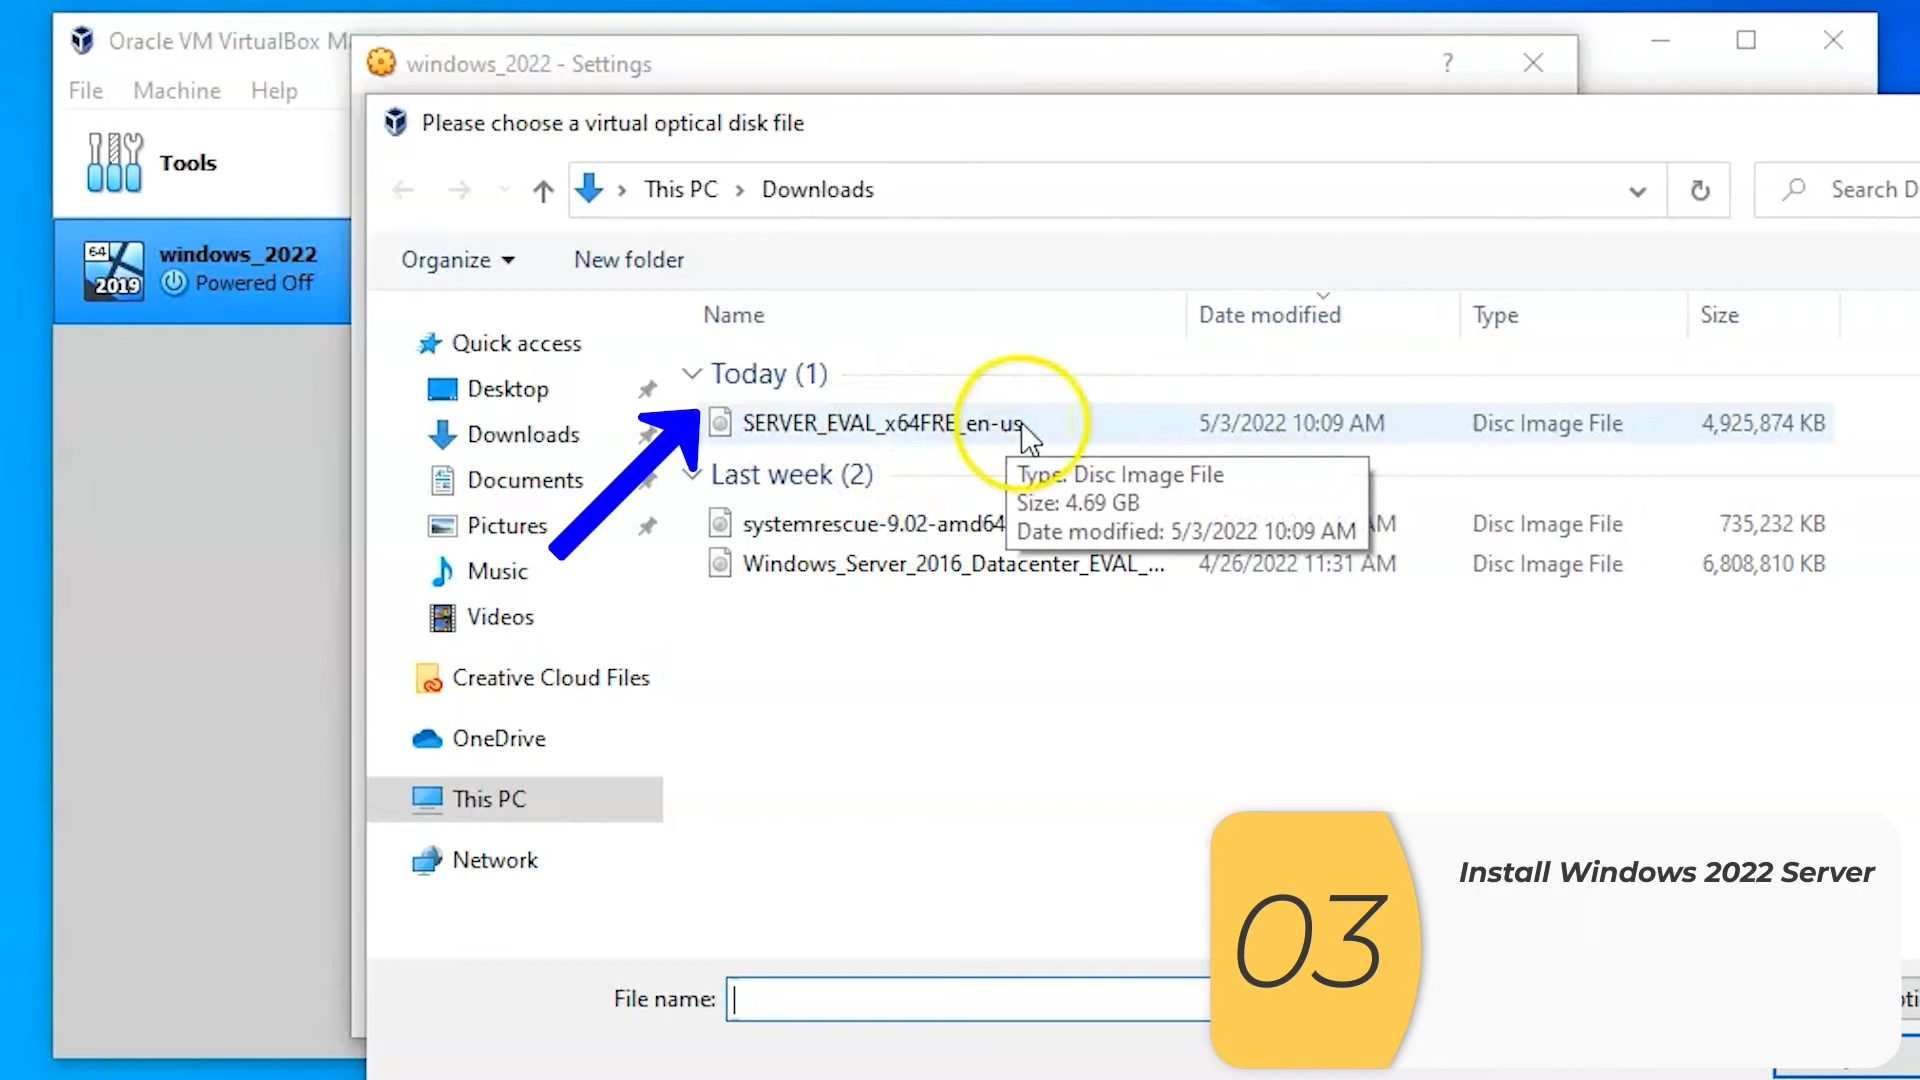 Oracle VM VirtualBox
windows_2022 - Settings
?
File Machine Help
Please choose a virtual optical disk file
Tools
This PC > Downloads
Search
64
2019
windows_2022
Powered Off
Organize
New folder
Name
Date modified
Type
Size
Quick access
Desktop
Downloads
Documents
Pictures
Music
Videos
Creative Cloud Files
OneDrive
This PC
Network
Today (1)
SERVER_EVAL_x64FRE_en-us 5/3/2022 10:09 AM Disc Image File 4,925,874 KB
Last week (2)
systemrescue-9.02-amd64 Disc Image File 735,232 KB
Windows_Server_2016_Datacenter_EVAL_... 4/26/2022 11:31 AM Disc Image File 6,808,810 KB
Type: Disc Image File
Size: 4.69 GB
Date modified: 5/3/2022 10:09 AM
File name:
03
Install Windows 2022 Server